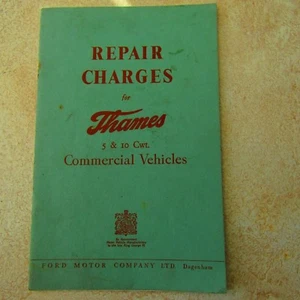 REPAIR
CHARGES
for
Thames
5 & 10 CWT.
Commercial Vehicles
FORD MOTOR COMPANY LTD Dagenham